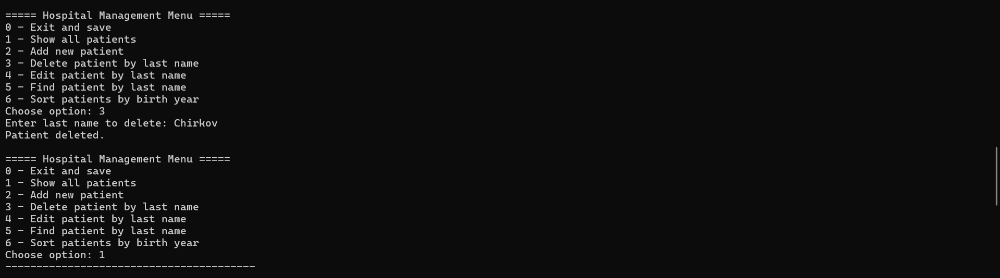 ===== Hospital Management Menu =====
0 - Exit and save
1 - Show all patients
2 - Add new patient
3 - Delete patient by last name
4 - Edit patient by last name
5 - Find patient by last name
6 - Sort patients by birth year
Choose option: 3
Enter last name to delete: Chirkov
Patient deleted.

===== Hospital Management Menu =====
0 - Exit and save
1 - Show all patients
2 - Add new patient
3 - Delete patient by last name
4 - Edit patient by last name
5 - Find patient by last name
6 - Sort patients by birth year
Choose option: 1
----------------------------------------